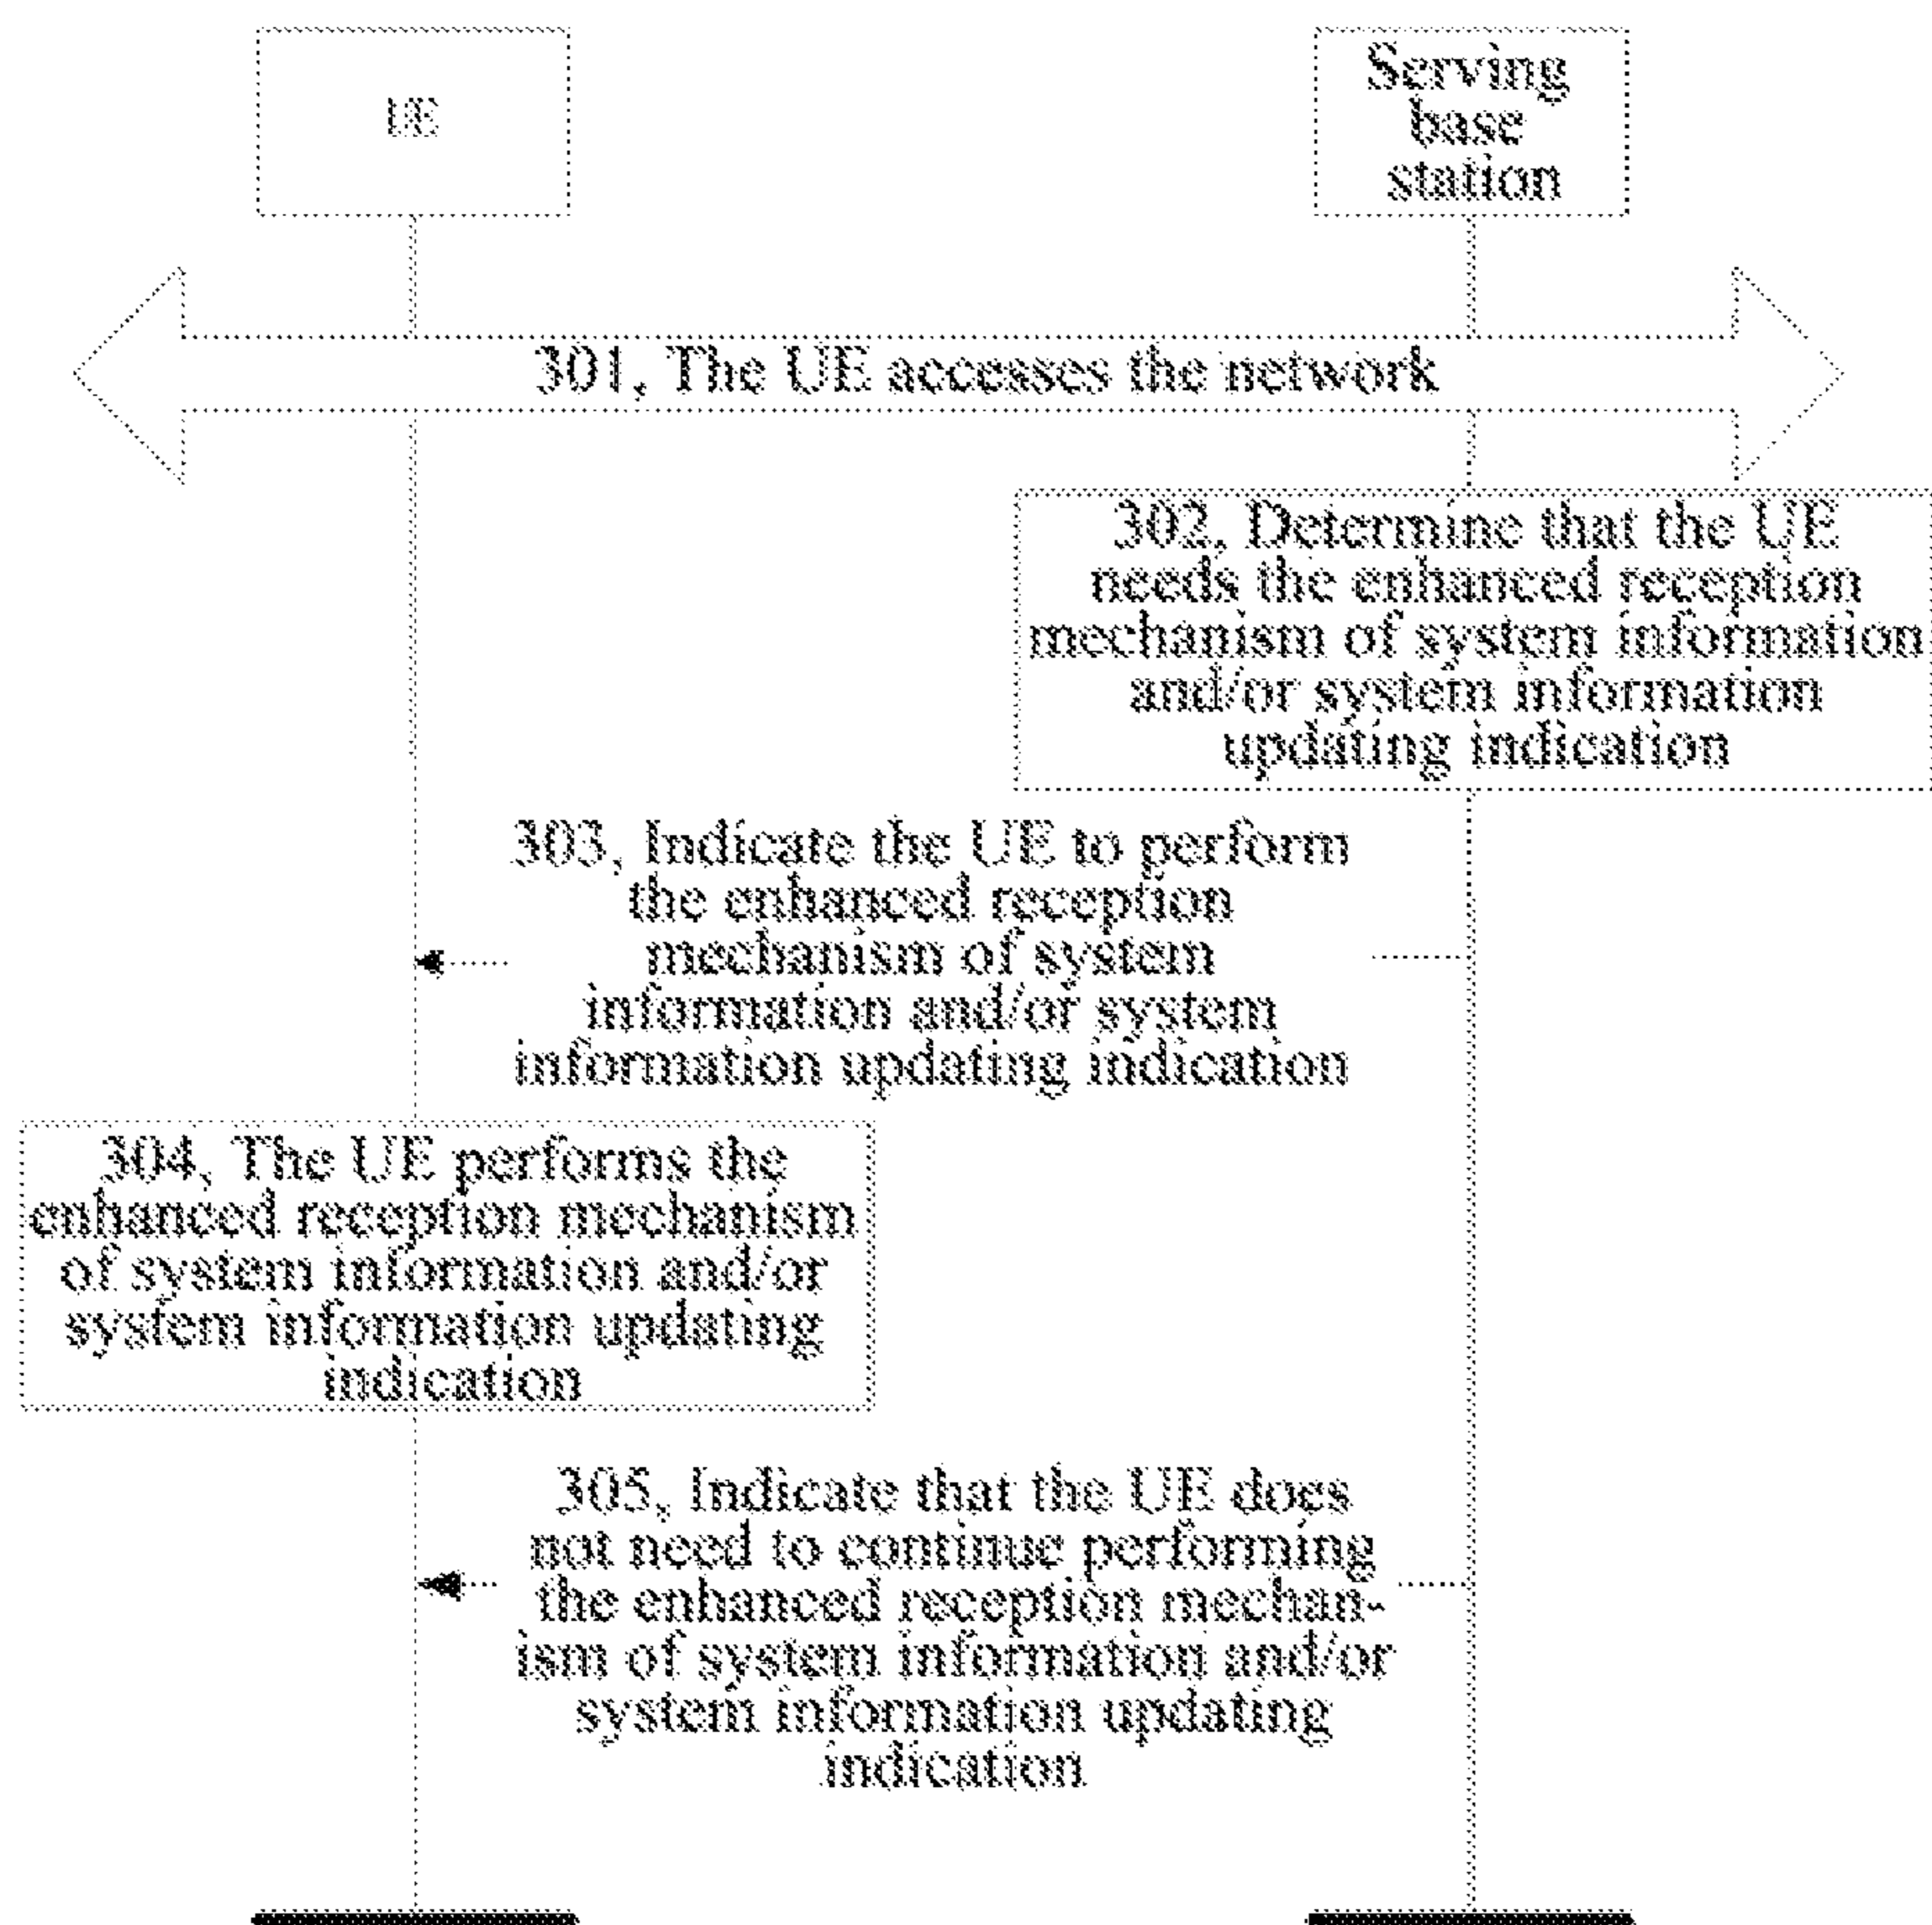 UE
Serving
base
station
301, The UE accesses the network
302, Determine that the UE
needs the enhanced reception
mechanism of system information
and/or system information
updating indication
303, Indicate the UE to perform
the enhanced reception
mechanism of system
information and/or system
information updating indication
304, The UE performs the
enhanced reception mechanism
of system information and/or
system information updating
indication
305, Indicate that the UE does
not need to continue performing
the enhanced reception mechan-
ism of system information and/or
system information updating
indication